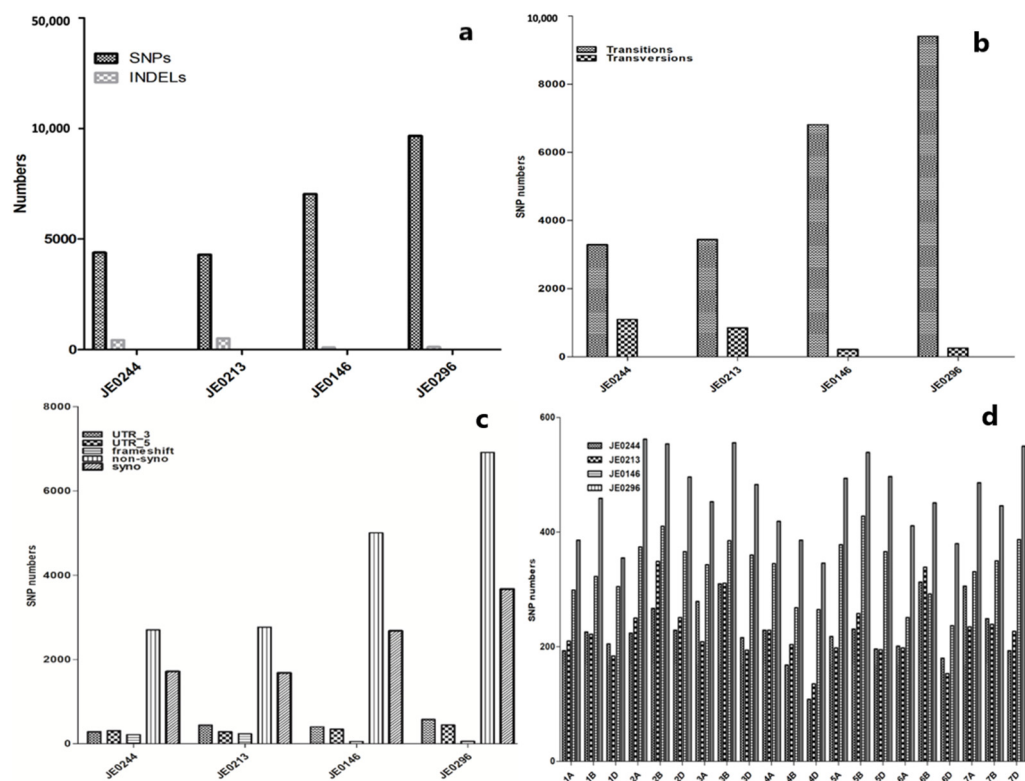 a
50,000
10,000
5000
0
Numbers
SNPs
INDELs
JE0244
JE0213
JE0146
JE0296
b
10,000
8000
6000
4000
2000
0
SNP numbers
Transitions
Transversions
JE0244
JE0213
JE0146
JE0296
c
8000
6000
4000
2000
0
SNP numbers
UTR_3
UTR_5
frameshift
non-syno
syno
JE0244
JE0213
JE0146
JE0296
d
600
400
200
0
SNP numbers
JE0244
JE0213
JE0146
JE0296
1A
1B
1D
2A
2B
2D
3A
3B
3D
4A
4B
4D
5A
5B
5D
6A
6B
6D
7A
7B
7D